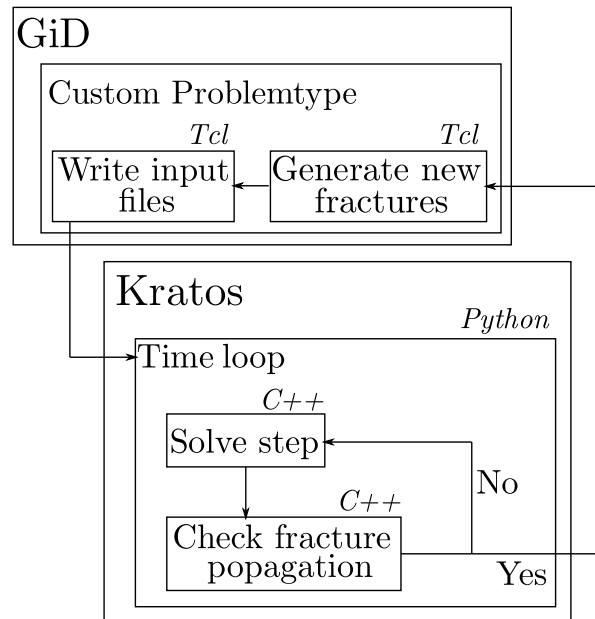 GiD
Custom Problemtype
Tcl
Tcl
Write input
files
Generate new
fractures
Kratos
Python
Time loop
C++
Solve step
No
C++
Check fracture
popagation
Yes